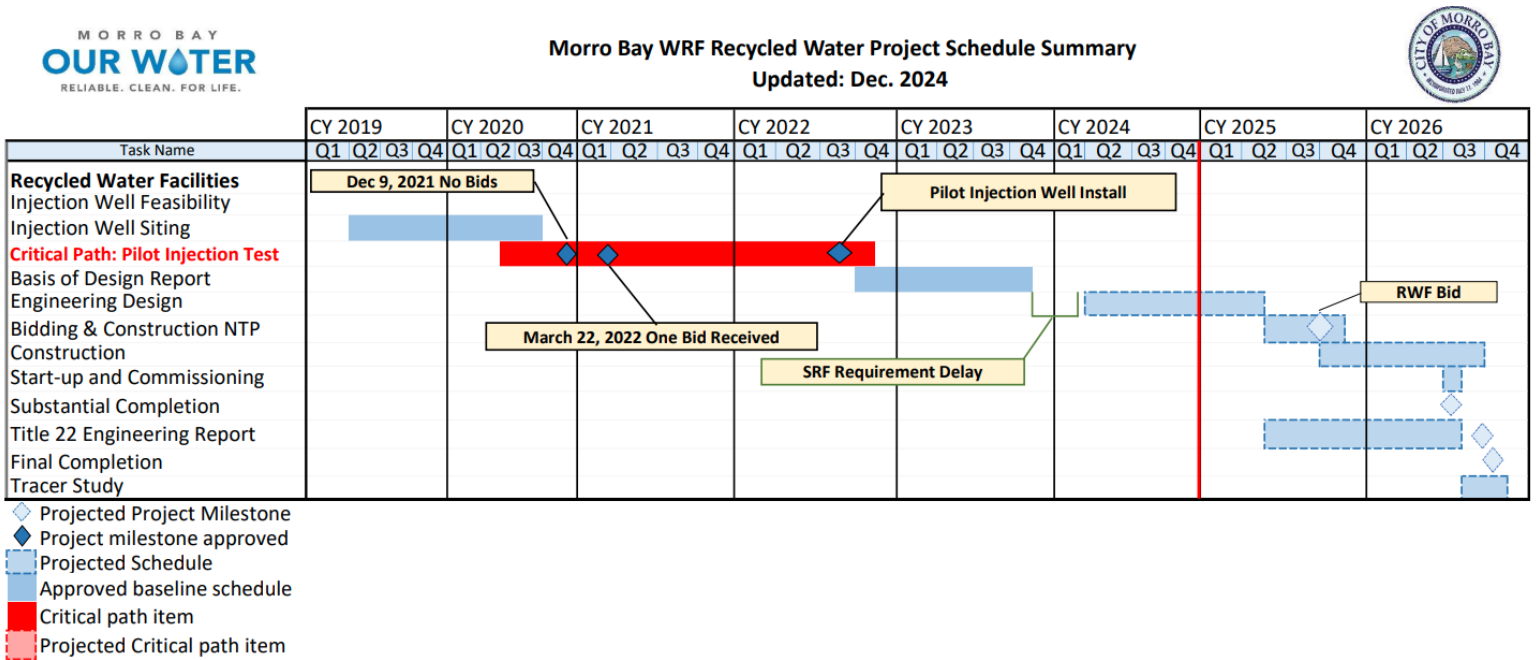 MORRO BAY
OUR WATER
RELIABLE. CLEAN. FOR LIFE.
Morro Bay WRF Recycled Water Project Schedule Summary
Updated: Dec. 2024
CITY OF MORRO BAY
CY 2019 CY 2020 CY 2021 CY 2022 CY 2023 CY 2024 CY 2025 CY 2026
Task Name Q1 Q2 Q3 Q4 Q1 Q2 Q3 Q4 Q1 Q2 Q3 Q4 Q1 Q2 Q3 Q4 Q1 Q2 Q3 Q4 Q1 Q2 Q3 Q4 Q1 Q2 Q3 Q4 Q1 Q2 Q3 Q4
Recycled Water Facilities
Dec 9, 2021 No Bids
Pilot Injection Well Install
Injection Well Feasibility
Injection Well Siting
Critical Path: Pilot Injection Test
Basis of Design Report
Engineering Design
RWF Bid
Bidding & Construction NTP
March 22, 2022 One Bid Received
Construction
SRF Requirement Delay
Start-up and Commissioning
Substantial Completion
Title 22 Engineering Report
Final Completion
Tracer Study
Projected Project Milestone
Project milestone approved
Projected Schedule
Approved baseline schedule
Critical path item
Projected Critical path item